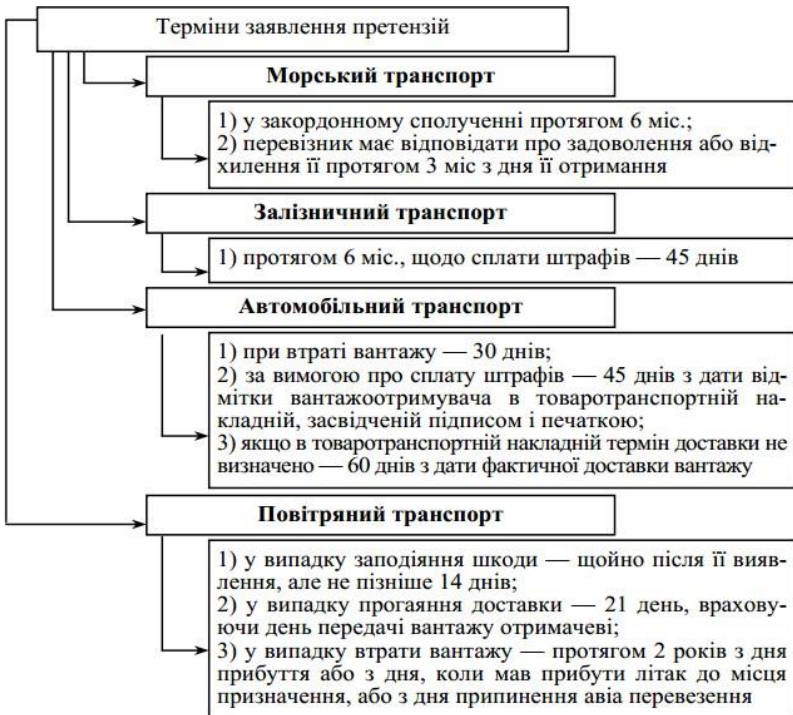 Терміни заявлення претензій
Морський транспорт
1) у закордонному сполученні протягом 6 міс.;
2) перевізник має відповідати про задоволення або від-
хилення її протягом 3 міс з дня її отримання
Залізничний транспорт
1) протягом 6 міс., щодо сплати штрафів — 45 днів
Автомобільний транспорт
1) при втраті вантажу — 30 днів;
2) за вимогою про сплату штрафів — 45 днів з дати від-
мітки вантажоотримувача в товаротранспортній на-
кладній, засвідченій підписом і печаткою;
3) якщо в товаротранспортній накладній термін доставки не
визначено — 60 днів з дати фактичної доставки вантажу
Повітряний транспорт
1) у випадку заподіяння шкоди — щойно після її вияв-
лення, але не пізніше 14 днів;
2) у випадку прогаяння доставки — 21 день, врахову-
ючи день передачі вантажу отримачеві;
3) у випадку втрати вантажу — протягом 2 років з дня
прибуття або з дня, коли мав прибути літак до місця
призначення, або з дня припинення авіа перевезення